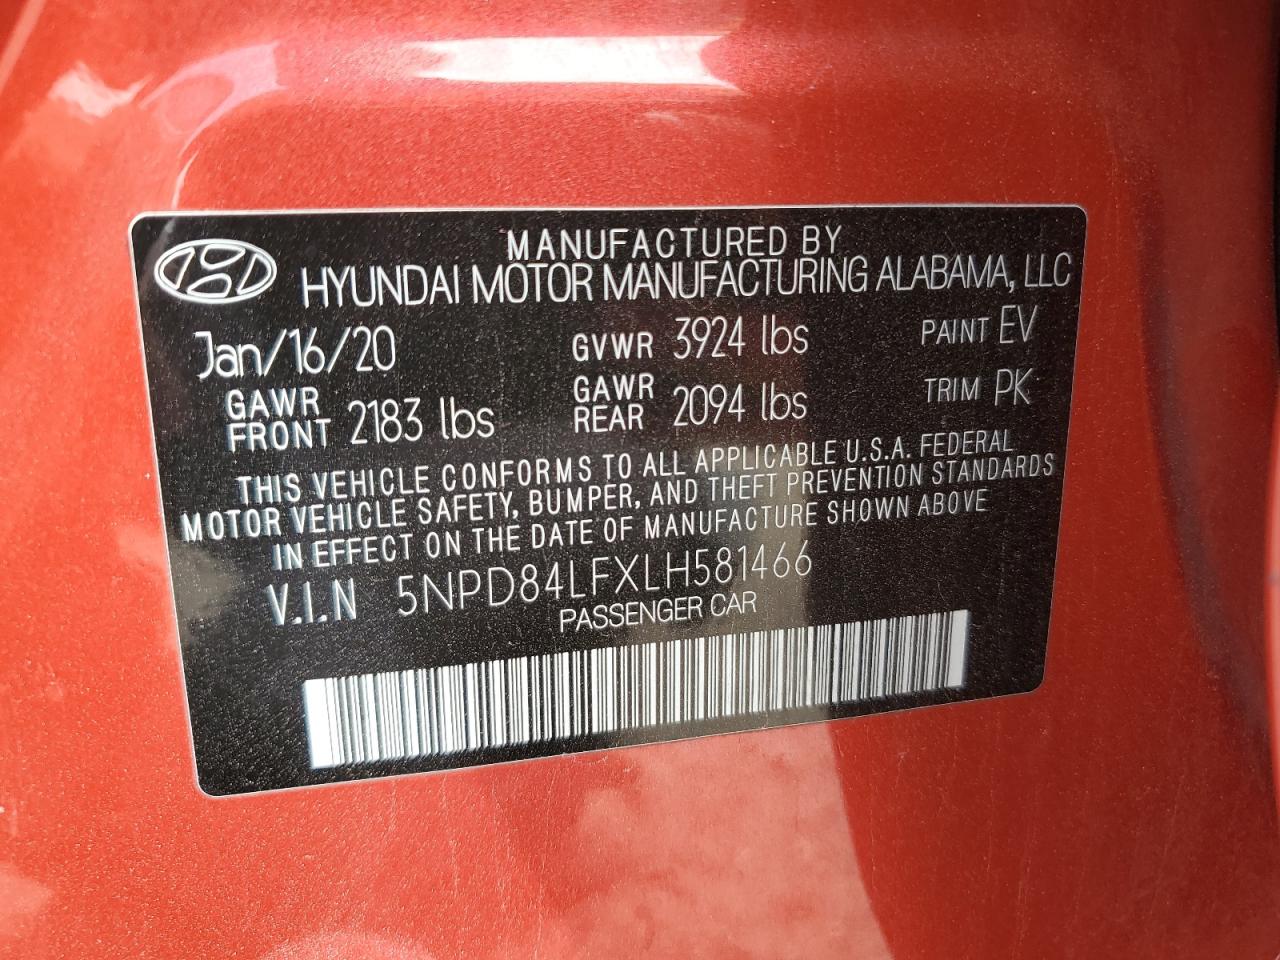 MANUFACTURED BY
HYUNDAI MOTOR MANUFACTURING ALABAMA, LLC
Jan/16/20 GVWR 3924 lbs PAINT EV
GAWR FRONT 2183 lbs GAWR REAR 2094 lbs TRIM PK
THIS VEHICLE CONFORMS TO ALL APPLICABLE U.S.A. FEDERAL
MOTOR VEHICLE SAFETY, BUMPER, AND THEFT PREVENTION STANDARDS
IN EFFECT ON THE DATE OF MANUFACTURE SHOWN ABOVE
V.I.N 5NPD84LFXLH581466
PASSENGER CAR